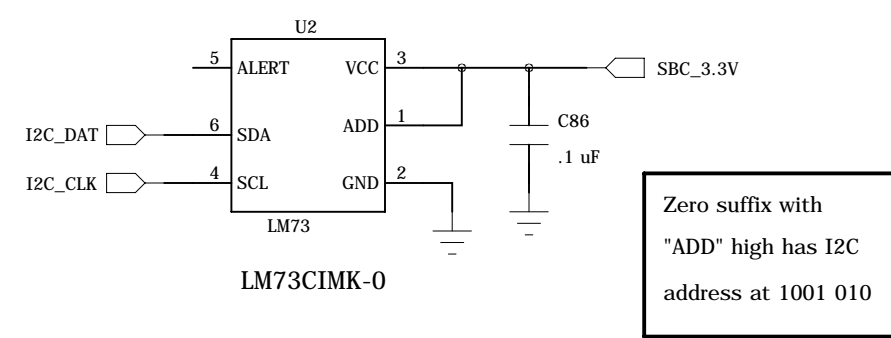 U2
5 ALERT VCC 3 SBC_3.3V
ADD 1
I2C_DAT 6 SDA
C86
.1 uF
I2C_CLK 4 SCL GND 2
LM73
LM73CIMK-0
Zero suffix with
"ADD" high has I2C
address at 1001 010